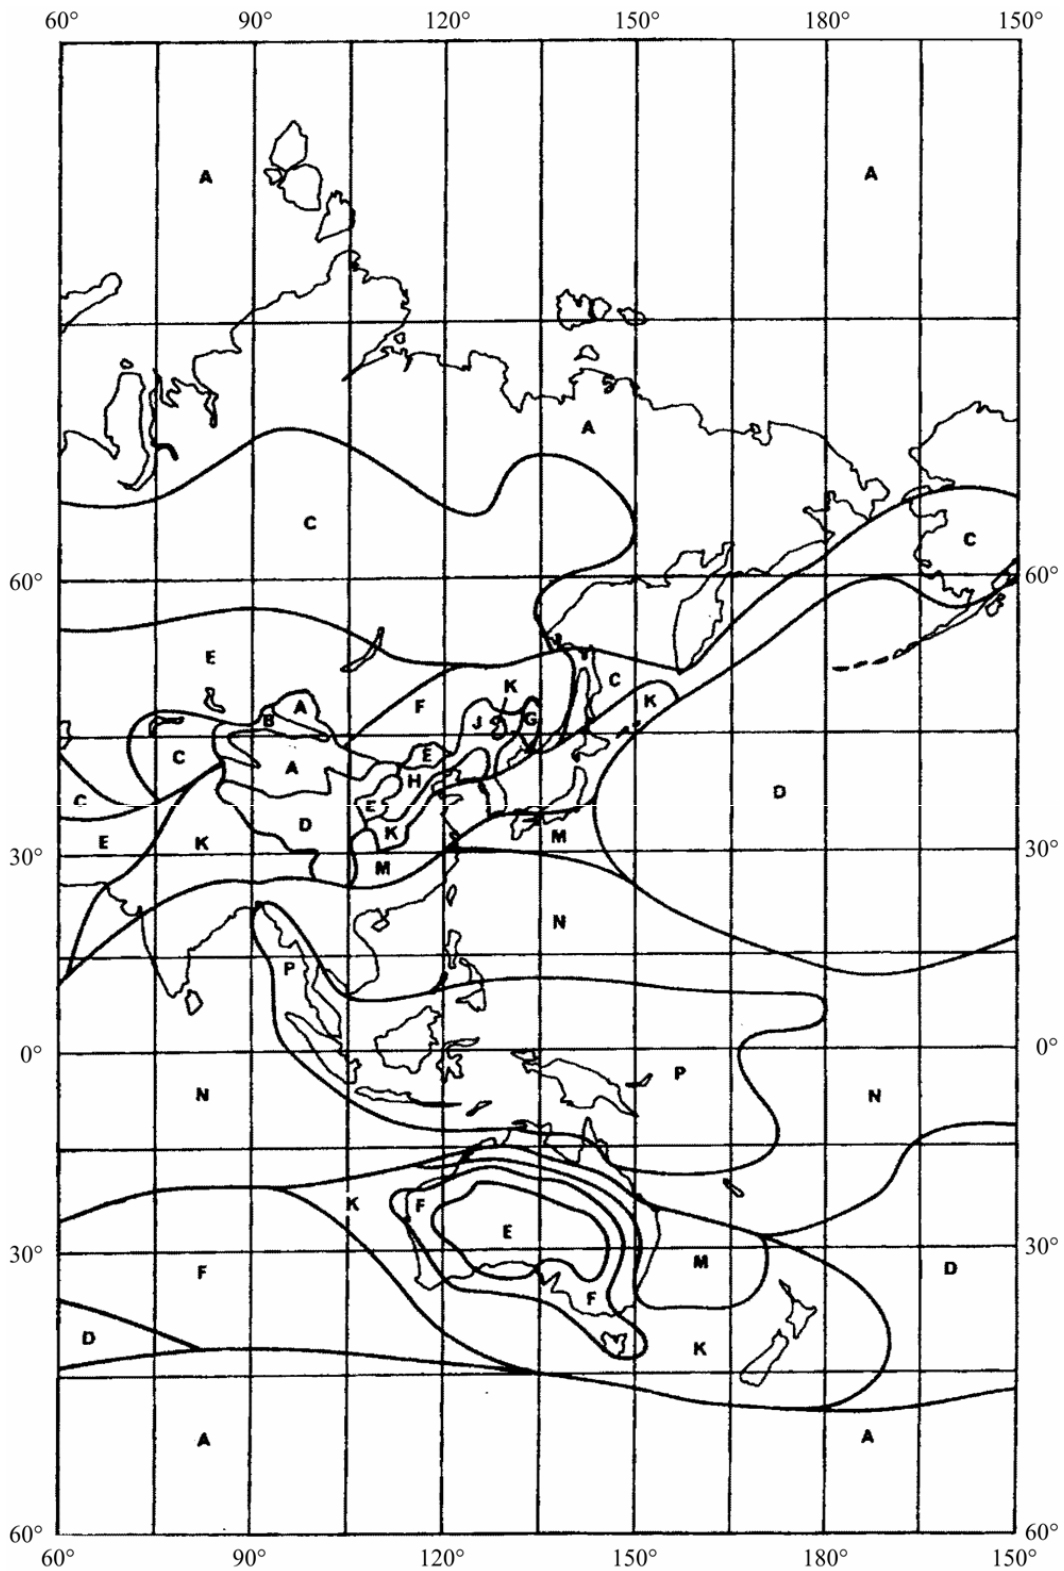 60° 90° 120° 150° 180° 150°
A A
A
C
C
60° 60°
E
K C
A K
B F J G
C E
A
H D
C E
D K
E K M
30° M 30°
N
P
0° 0°
P
N N
K F
E
30° M 30°
F D
F
D K
A A
60° 60°
60° 90° 120° 150° 180° 150°